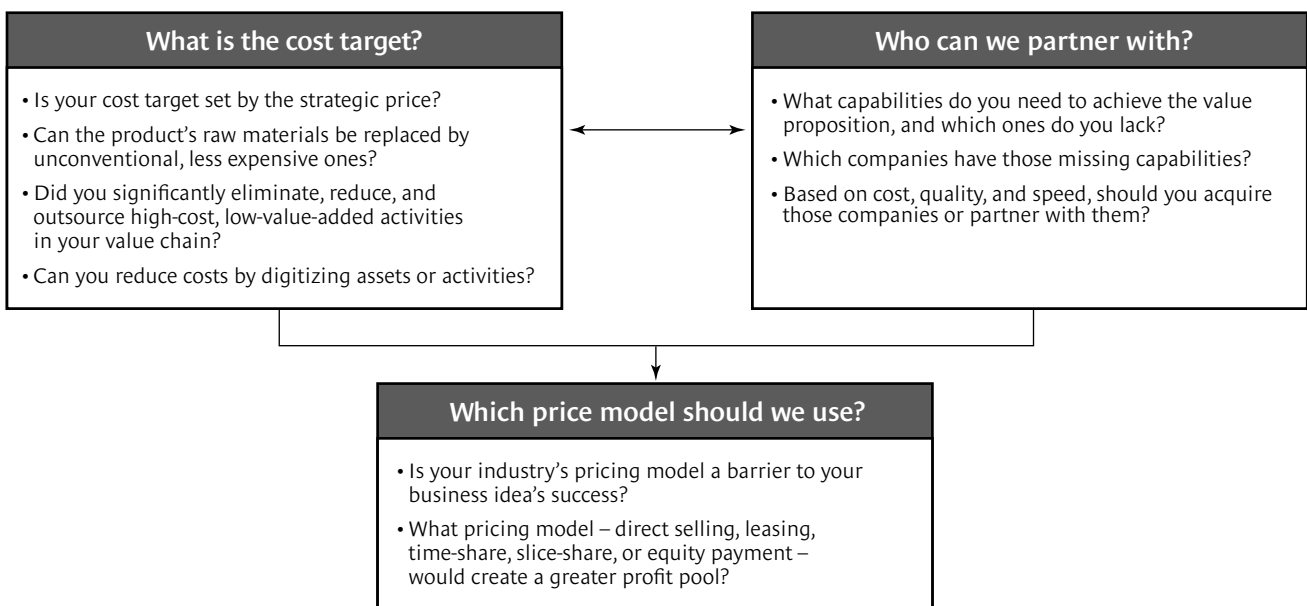 What is the cost target?
• Is your cost target set by the strategic price?
• Can the product’s raw materials be replaced by
unconventional, less expensive ones?
• Did you significantly eliminate, reduce, and
outsource high-cost, low-value-added activities
in your value chain?
• Can you reduce costs by digitizing assets or activities?
Who can we partner with?
• What capabilities do you need to achieve the value
proposition, and which ones do you lack?
• Which companies have those missing capabilities?
• Based on cost, quality, and speed, should you acquire
those companies or partner with them?
Which price model should we use?
• Is your industry’s pricing model a barrier to your
business idea’s success?
• What pricing model – direct selling, leasing,
time-share, slice-share, or equity payment –
would create a greater profit pool?